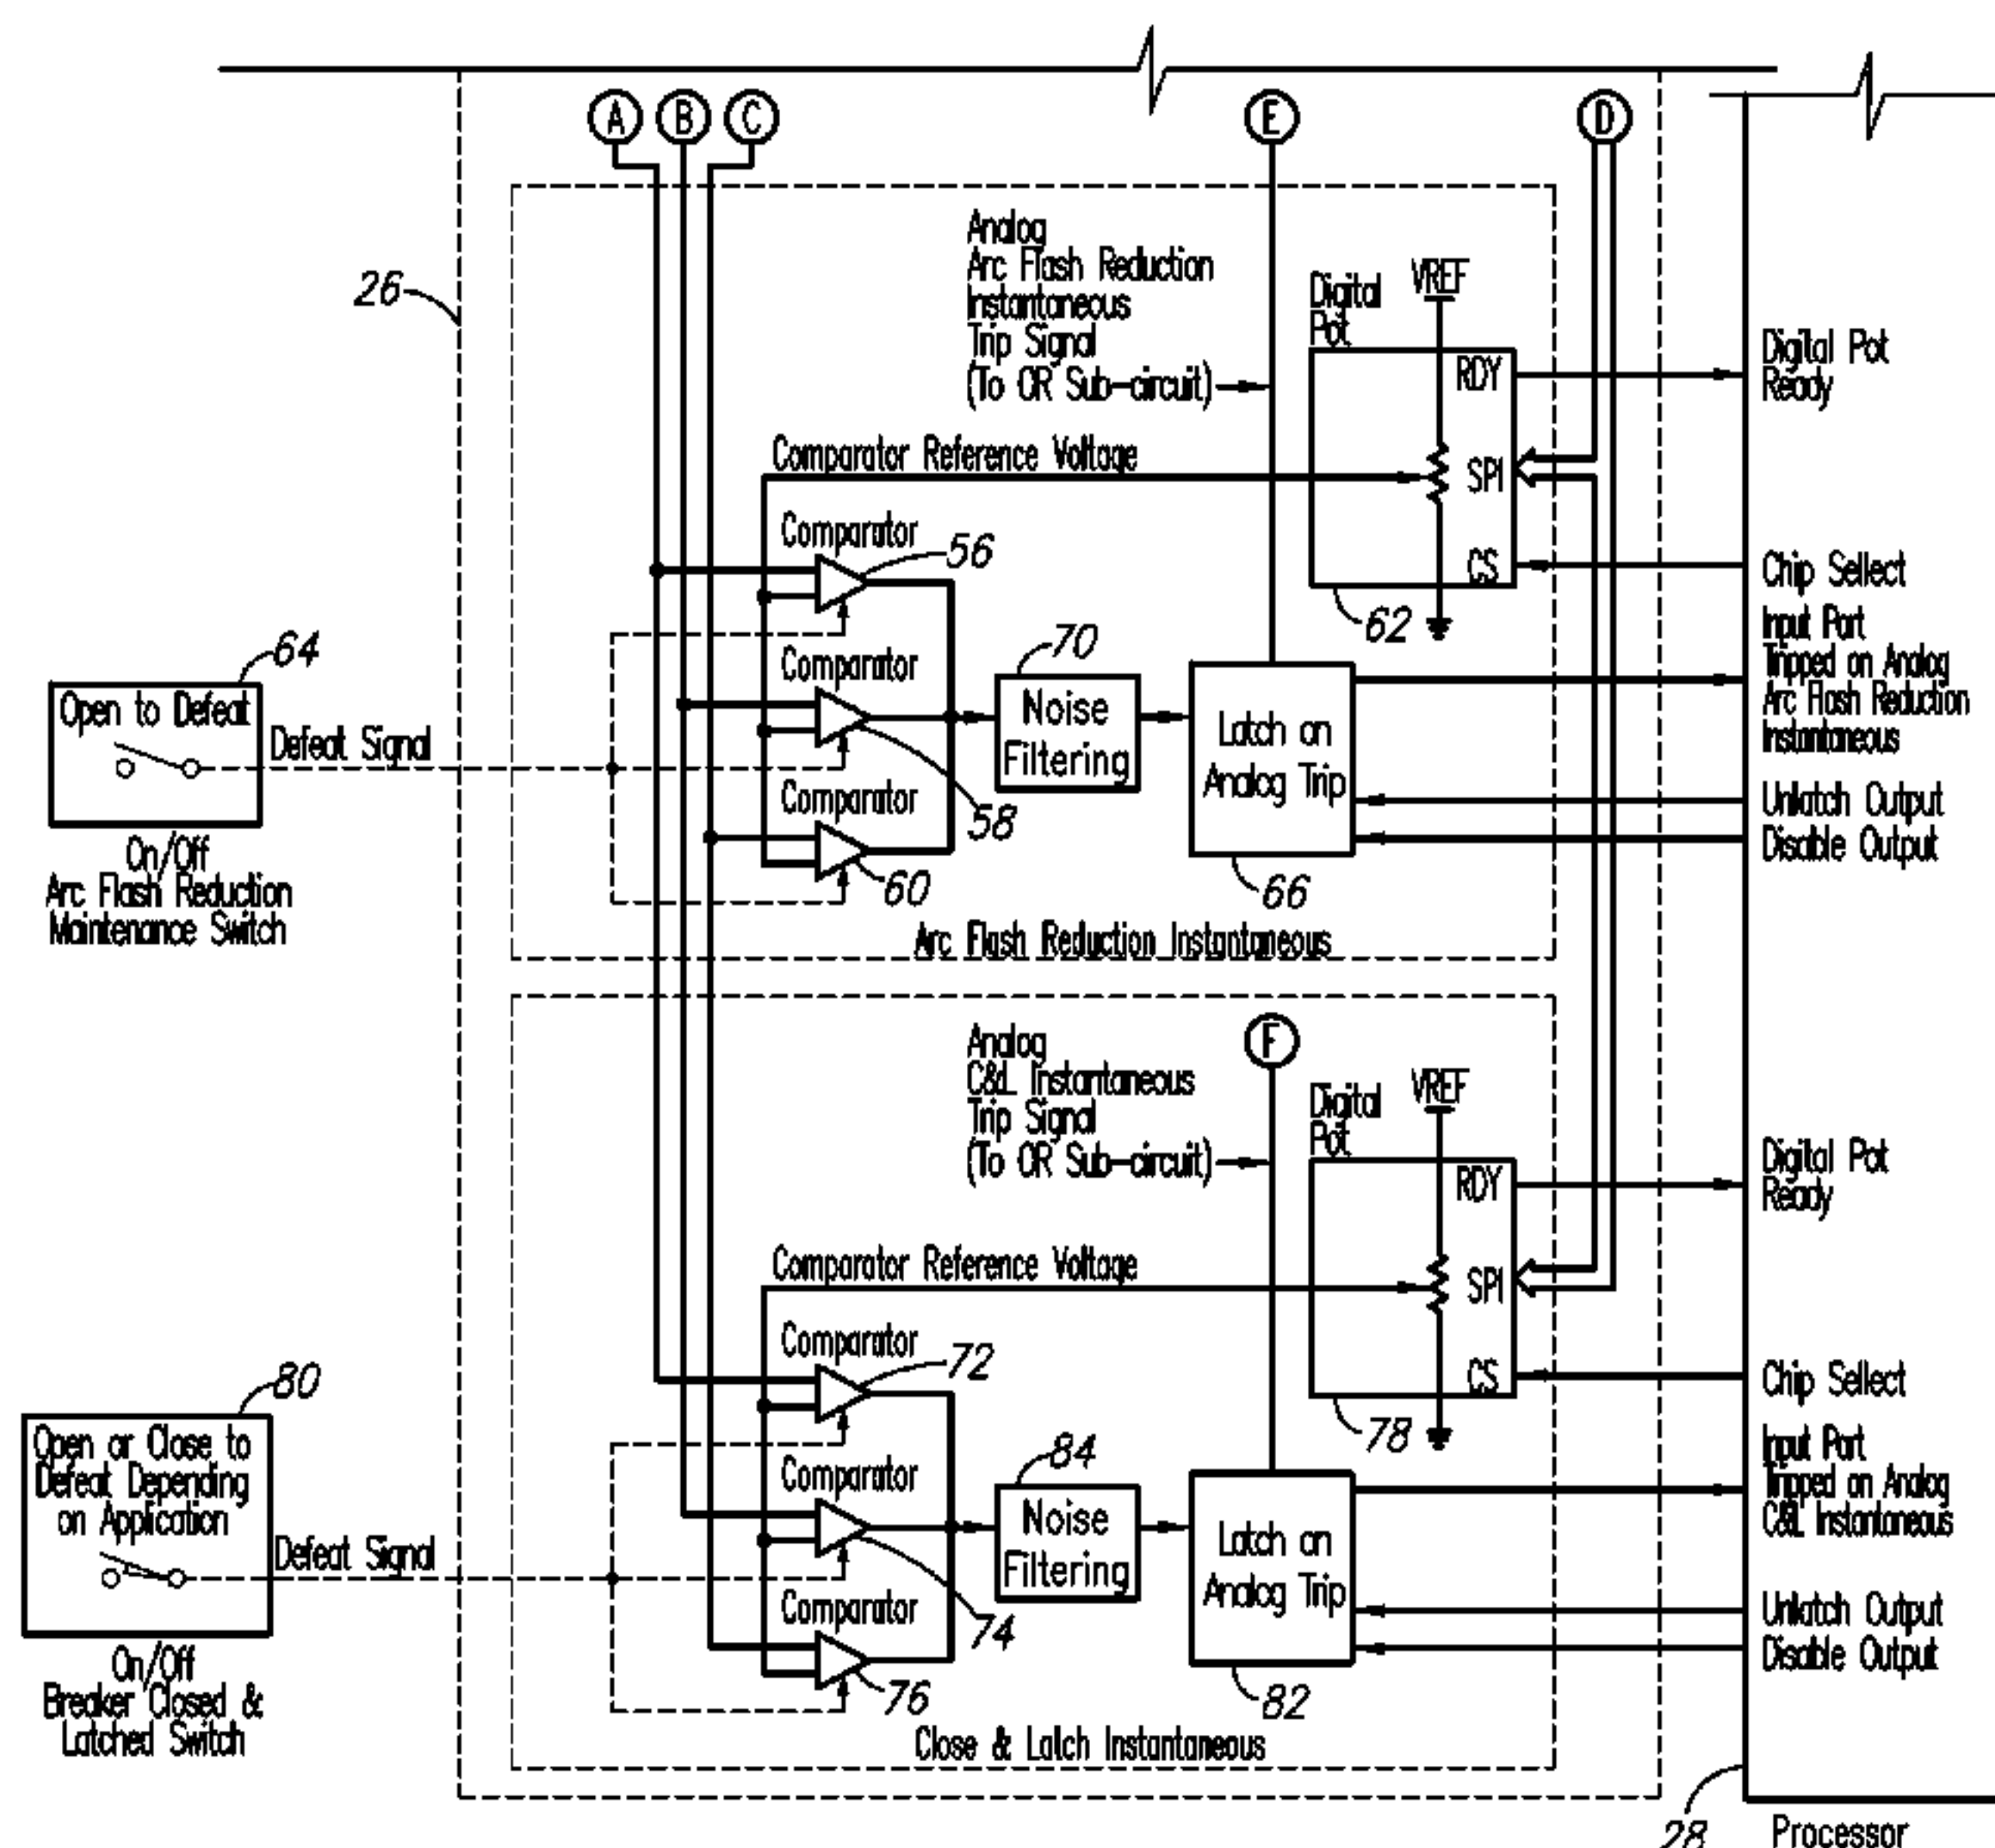 A B C E D
26
Analog
Arc Flash Reduction
Instantaneous
Trip Signal
(To OR Sub-circuit)
Digital
Pot
VREF
RDY
SPI
CS
62
Digital Pot
Ready
Comparator Reference Voltage
Comparator
56
Chip Sellect
Input Port
Tripped on Analog
Arc Flash Reduction
Instantaneous
64
Open to Defeat
Defeat Signal
On/Off
Arc Flash Reduction
Maintenance Switch
Comparator
58
70
Noise
Filtering
Latch on
Analog Trip
66
Comparator
60
Unlatch Output
Disable Output
Arc Flash Reduction Instantaneous
F
Analog
C&L Instantaneous
Trip Signal
(To OR Sub-circuit)
Digital
Pot
VREF
RDY
SPI
CS
78
Digital Pot
Ready
Comparator Reference Voltage
Comparator
72
Chip Select
Input Port
Tripped on Analog
C&L Instantaneous
80
Open or Close to
Defeat Depending
on Application
Defeat Signal
On/Off
Breaker Closed &
Latched Switch
Comparator
74
84
Noise
Filtering
Latch on
Analog Trip
82
Comparator
76
Unlatch Output
Disable Output
Close & Latch Instantaneous
28
Processor